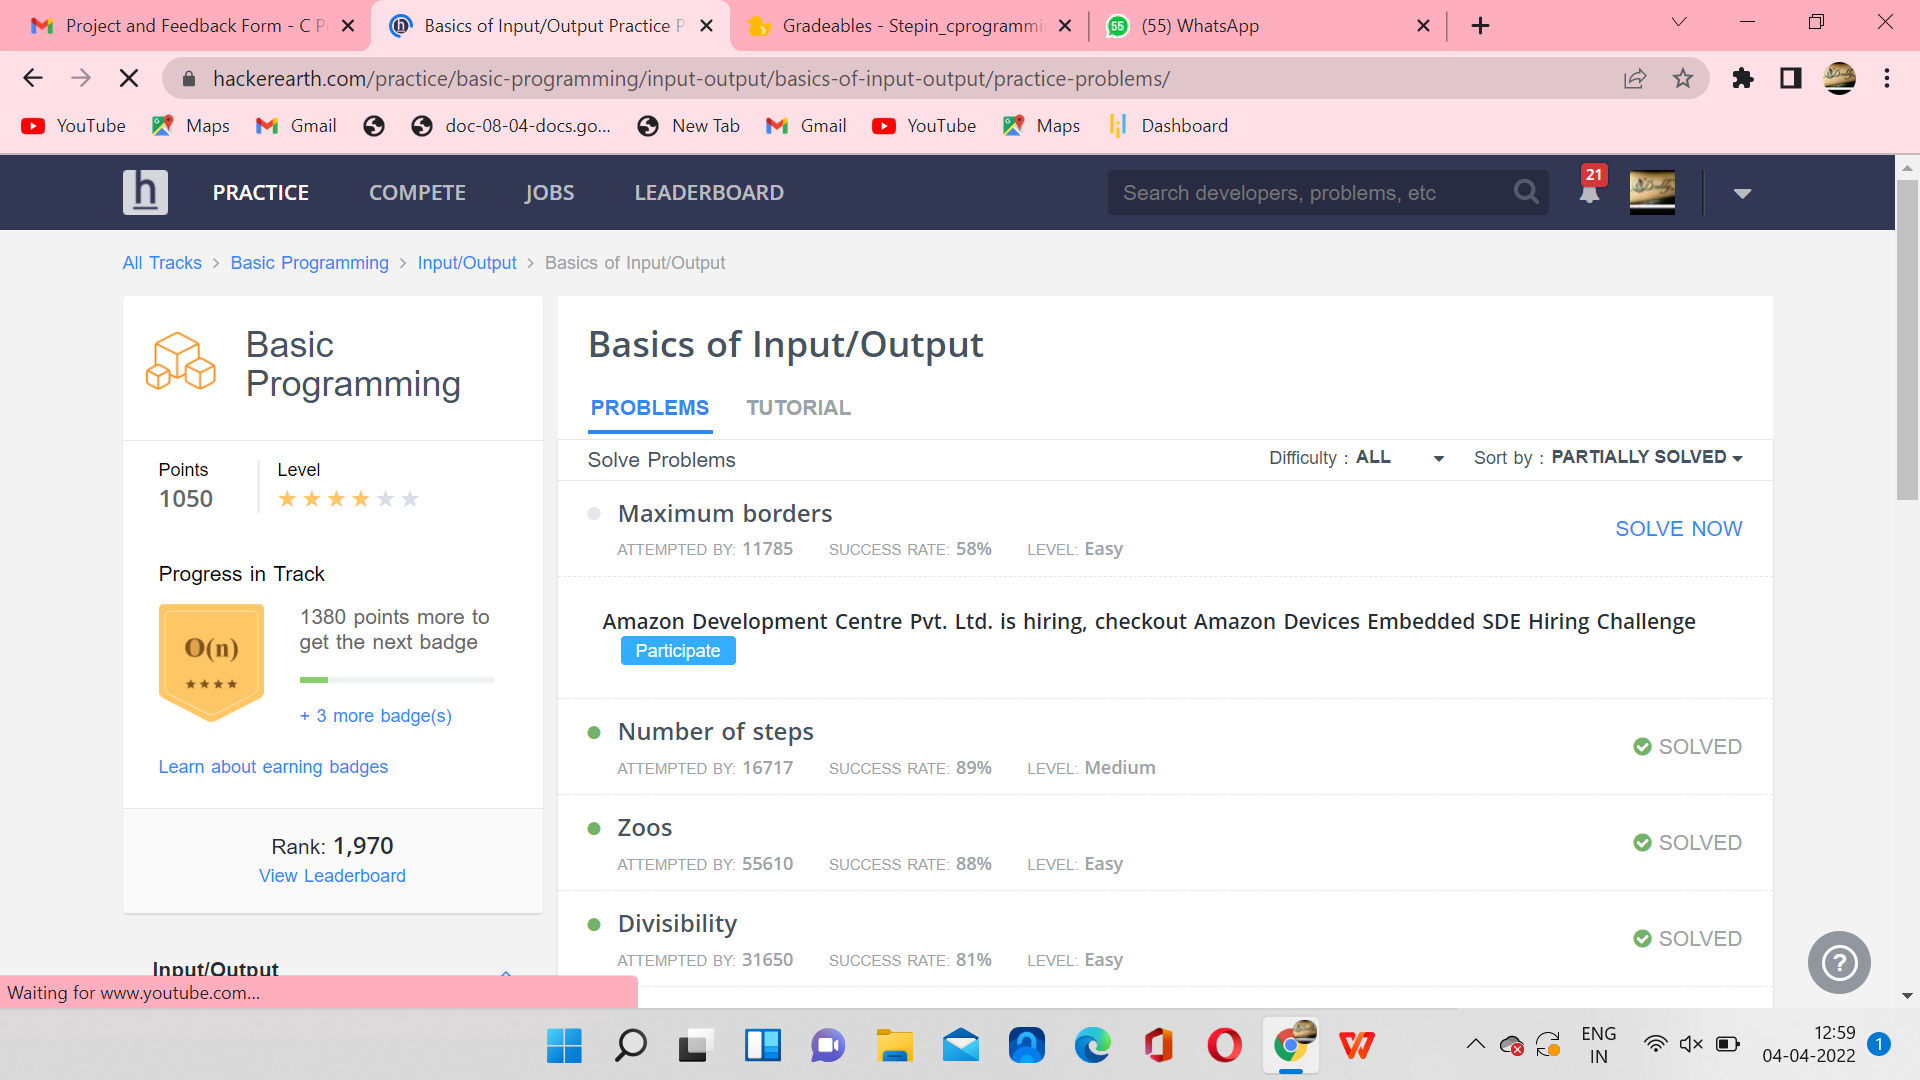 Project and Feedback Form - C P
Basics of Input/Output Practice P
Gradeables - Stepin_cprogrammi
55
(55) WhatsApp
hackerearth.com/practice/basic-programming/input-output/basics-of-input-output/practice-problems/
YouTube
Maps
Gmail
doc-08-04-docs.go...
New Tab
Gmail
YouTube
Maps
Dashboard
h
PRACTICE
COMPETE
JOBS
LEADERBOARD
Search developers, problems, etc
21
All Tracks > Basic Programming > Input/Output > Basics of Input/Output
Basic
Programming
Points
1050
Level
Progress in Track
O(n)
1380 points more to
get the next badge
+ 3 more badge(s)
Learn about earning badges
Rank: 1,970
View Leaderboard
Input/Output
Basics of Input/Output
PROBLEMS
TUTORIAL
Solve Problems
Difficulty : ALL
Sort by : PARTIALLY SOLVED
Maximum borders
ATTEMPTED BY: 11785 SUCCESS RATE: 58% LEVEL: Easy
SOLVE NOW
Amazon Development Centre Pvt. Ltd. is hiring, checkout Amazon Devices Embedded SDE Hiring Challenge
Participate
Number of steps
ATTEMPTED BY: 16717 SUCCESS RATE: 89% LEVEL: Medium
SOLVED
Zoos
ATTEMPTED BY: 55610 SUCCESS RATE: 88% LEVEL: Easy
SOLVED
Divisibility
ATTEMPTED BY: 31650 SUCCESS RATE: 81% LEVEL: Easy
SOLVED
?
Waiting for www.youtube.com...
ENG
IN
12:59
04-04-2022
1